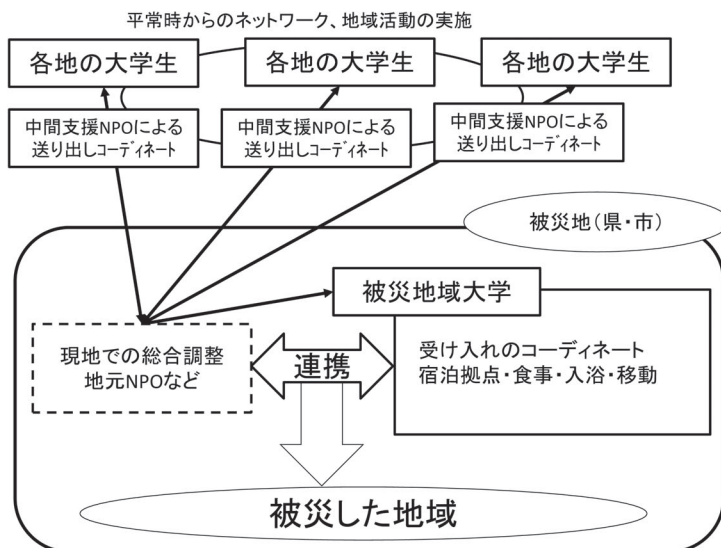 平常時からのネットワーク、地域活動の実施
各地の大学生
各地の大学生
各地の大学生
中間支援NPOによる
送り出しコーディネート
中間支援NPOによる
送り出しコーディネート
中間支援NPOによる
送り出しコーディネート
被災地（県・市）
被災地域大学
現地での総合調整
地元NPOなど
連携
受け入れのコーディネート
宿泊拠点・食事・入浴・移動
被災した地域